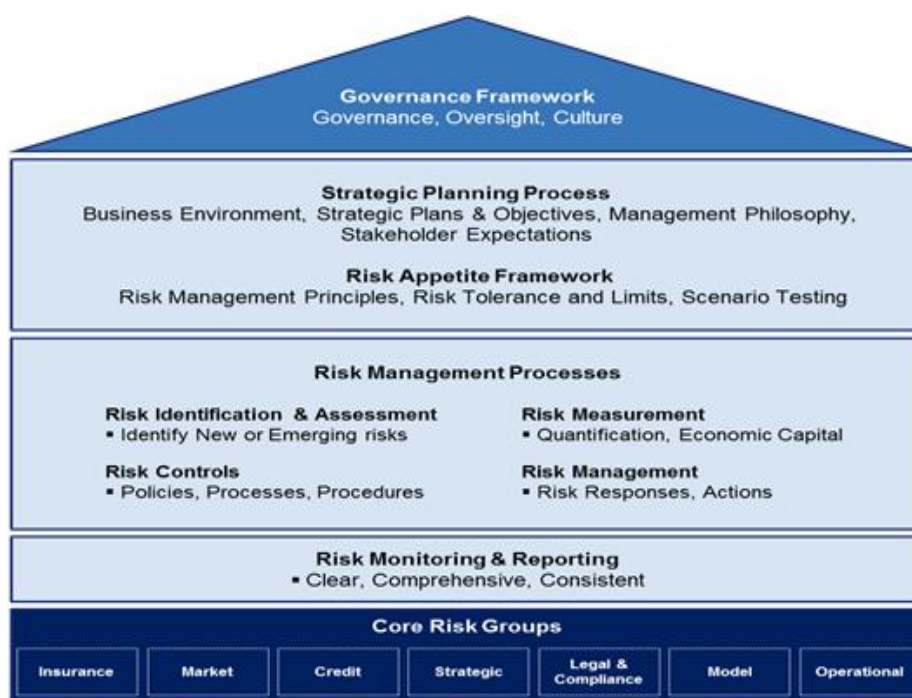 Governance Framework
Governance, Oversight, Culture
Strategic Planning Process
Business Environment, Strategic Plans & Objectives, Management Philosophy,
Stakeholder Expectations
Risk Appetite Framework
Risk Management Principles, Risk Tolerance and Limits, Scenario Testing
Risk Management Processes
Risk Identification & Assessment
▪ Identify New or Emerging risks
Risk Controls
▪ Policies, Processes, Procedures
Risk Measurement
▪ Quantification, Economic Capital
Risk Management
▪ Risk Responses, Actions
Risk Monitoring & Reporting
▪ Clear, Comprehensive, Consistent
Core Risk Groups
Insurance
Market
Credit
Strategic
Legal &
Compliance
Model
Operational